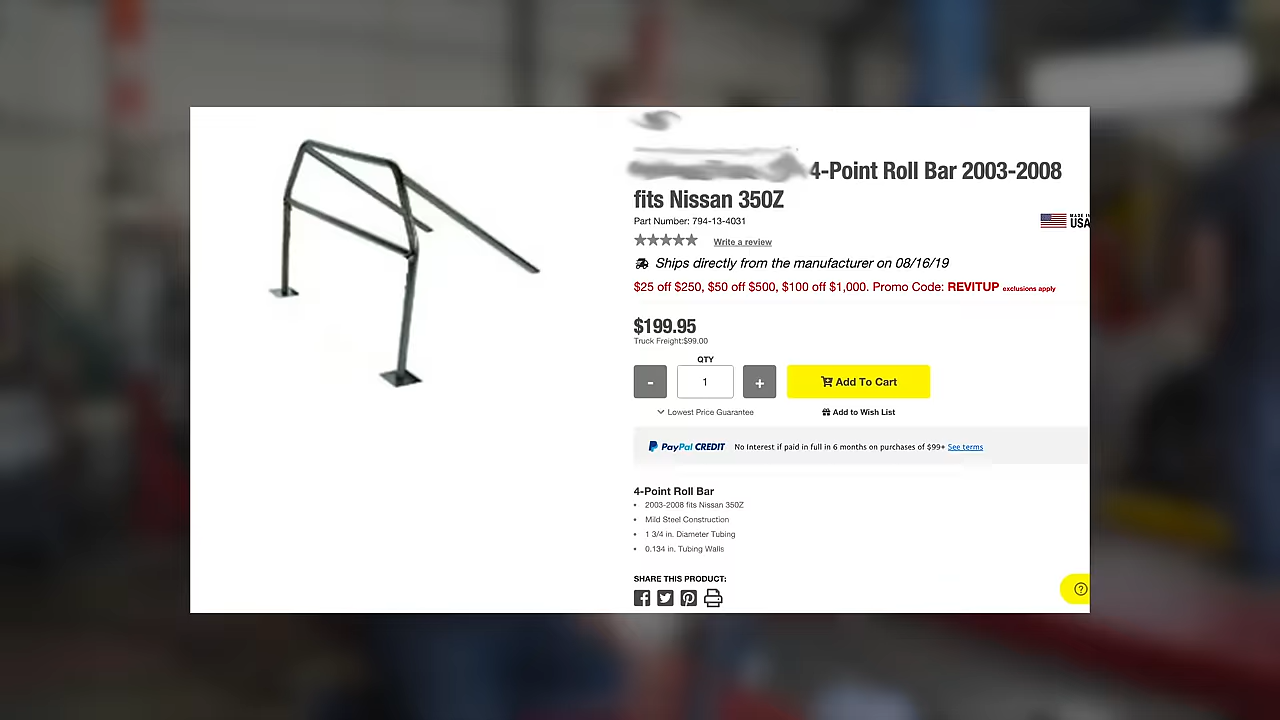 4-Point Roll Bar 2003-2008
fits Nissan 350Z
Part Number: 794-13-4031
MADE IN
USA
Write a review
Ships directly from the manufacturer on 08/16/19
$25 off $250, $50 off $500, $100 off $1,000. Promo Code: REVITUP exclusions apply
$199.95
Truck Freight:$99.00
QTY
- 1 + Add To Cart
Lowest Price Guarantee Add to Wish List
PayPal CREDIT No Interest if paid in full in 6 months on purchases of $99+ See terms
4-Point Roll Bar
• 2003-2008 fits Nissan 350Z
• Mild Steel Construction
• 1 3/4 in. Diameter Tubing
• 0.134 in. Tubing Walls
SHARE THIS PRODUCT: